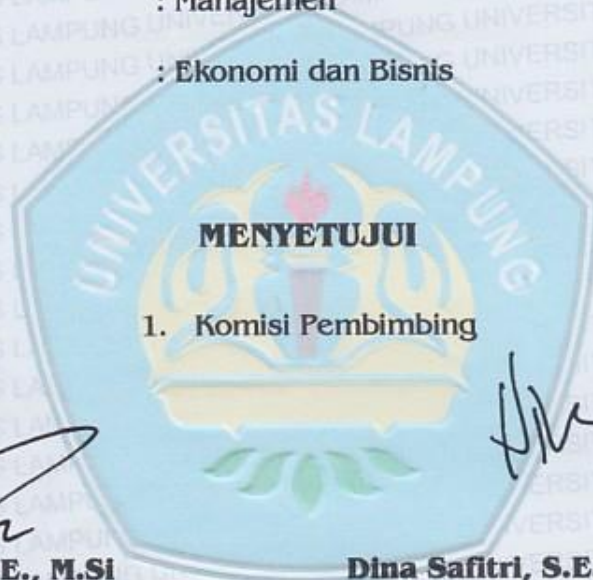 : Manajemen
: Ekonomi dan Bisnis
UNIVERSITAS LAMPUNG
MENYETUJUI
1. Komisi Pembimbing
E., M.Si Dina Safitri, S.E